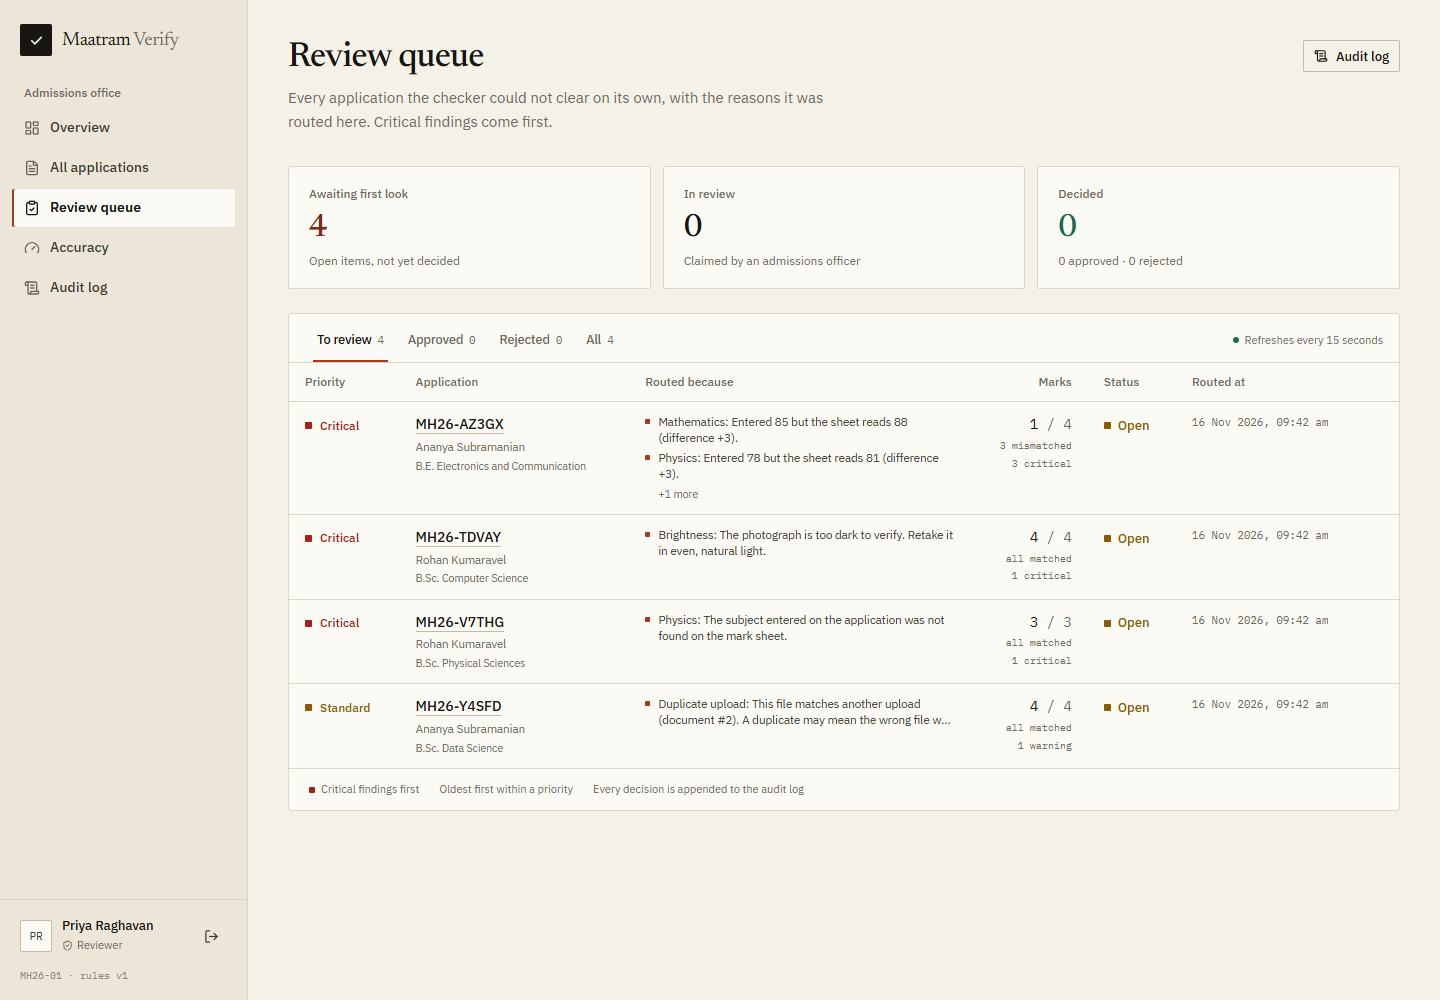 Maatram Verify
Admissions office
Overview
All applications
Review queue
Accuracy
Audit log
Priya Raghavan
PR
Reviewer
MH26-01 · rules v1
Review queue
Audit log
Every application the checker could not clear on its own, with the reasons it was
routed here. Critical findings come first.
Awaiting first look
4
Open items, not yet decided
In review
0
Claimed by an admissions officer
Decided
0
0 approved · 0 rejected
To review 4 Approved 0 Rejected 0 All 4
Refreshes every 15 seconds
Priority Application Routed because Marks Status Routed at
Critical
MH26-AZ3GX
Ananya Subramanian
B.E. Electronics and Communication
Mathematics: Entered 85 but the sheet reads 88
(difference +3).
Physics: Entered 78 but the sheet reads 81 (difference
+3).
+1 more
1 / 4
3 mismatched
3 critical
Open
16 Nov 2026, 09:42 am
Critical
MH26-TDVAY
Rohan Kumaravel
B.Sc. Computer Science
Brightness: The photograph is too dark to verify. Retake it
in even, natural light.
4 / 4
all matched
1 critical
Open
16 Nov 2026, 09:42 am
Critical
MH26-V7THG
Rohan Kumaravel
B.Sc. Physical Sciences
Physics: The subject entered on the application was not
found on the mark sheet.
3 / 3
all matched
1 critical
Open
16 Nov 2026, 09:42 am
Standard
MH26-Y4SFD
Ananya Subramanian
B.Sc. Data Science
Duplicate upload: This file matches another upload
(document #2). A duplicate may mean the wrong file w...
4 / 4
all matched
1 warning
Open
16 Nov 2026, 09:42 am
Critical findings first Oldest first within a priority Every decision is appended to the audit log